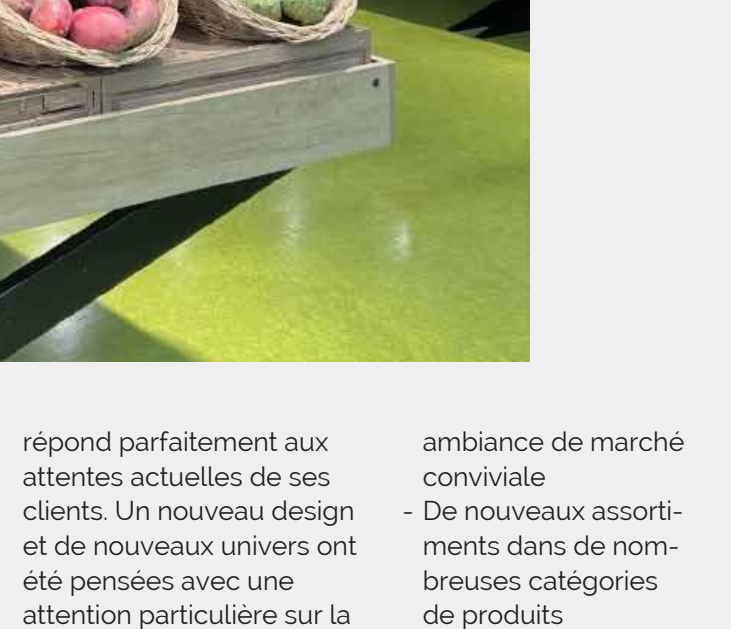 répond parfaitement aux
attentes actuelles de ses
clients. Un nouveau design
et de nouveaux univers ont
été pensées avec une
attention particulière sur la
ambiance de marché
conviviale
- De nouveaux assorti-
ments dans de nom-
breuses catégories
de produits